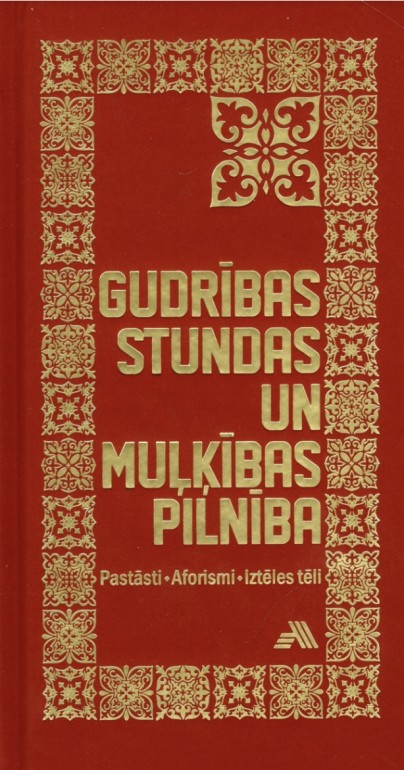 GUDRĪBAS
STUNDAS
UN
MUĻĶĪBAS
PILNĪBA
Pastāsti • Aforismi • Iztēles tēli